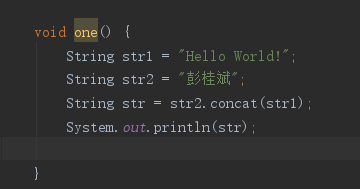 void one() {
String str1 = "Hello World!";
String str2 = "彭桂斌";
String str = str2.concat(str1);
System.out.println(str);
}